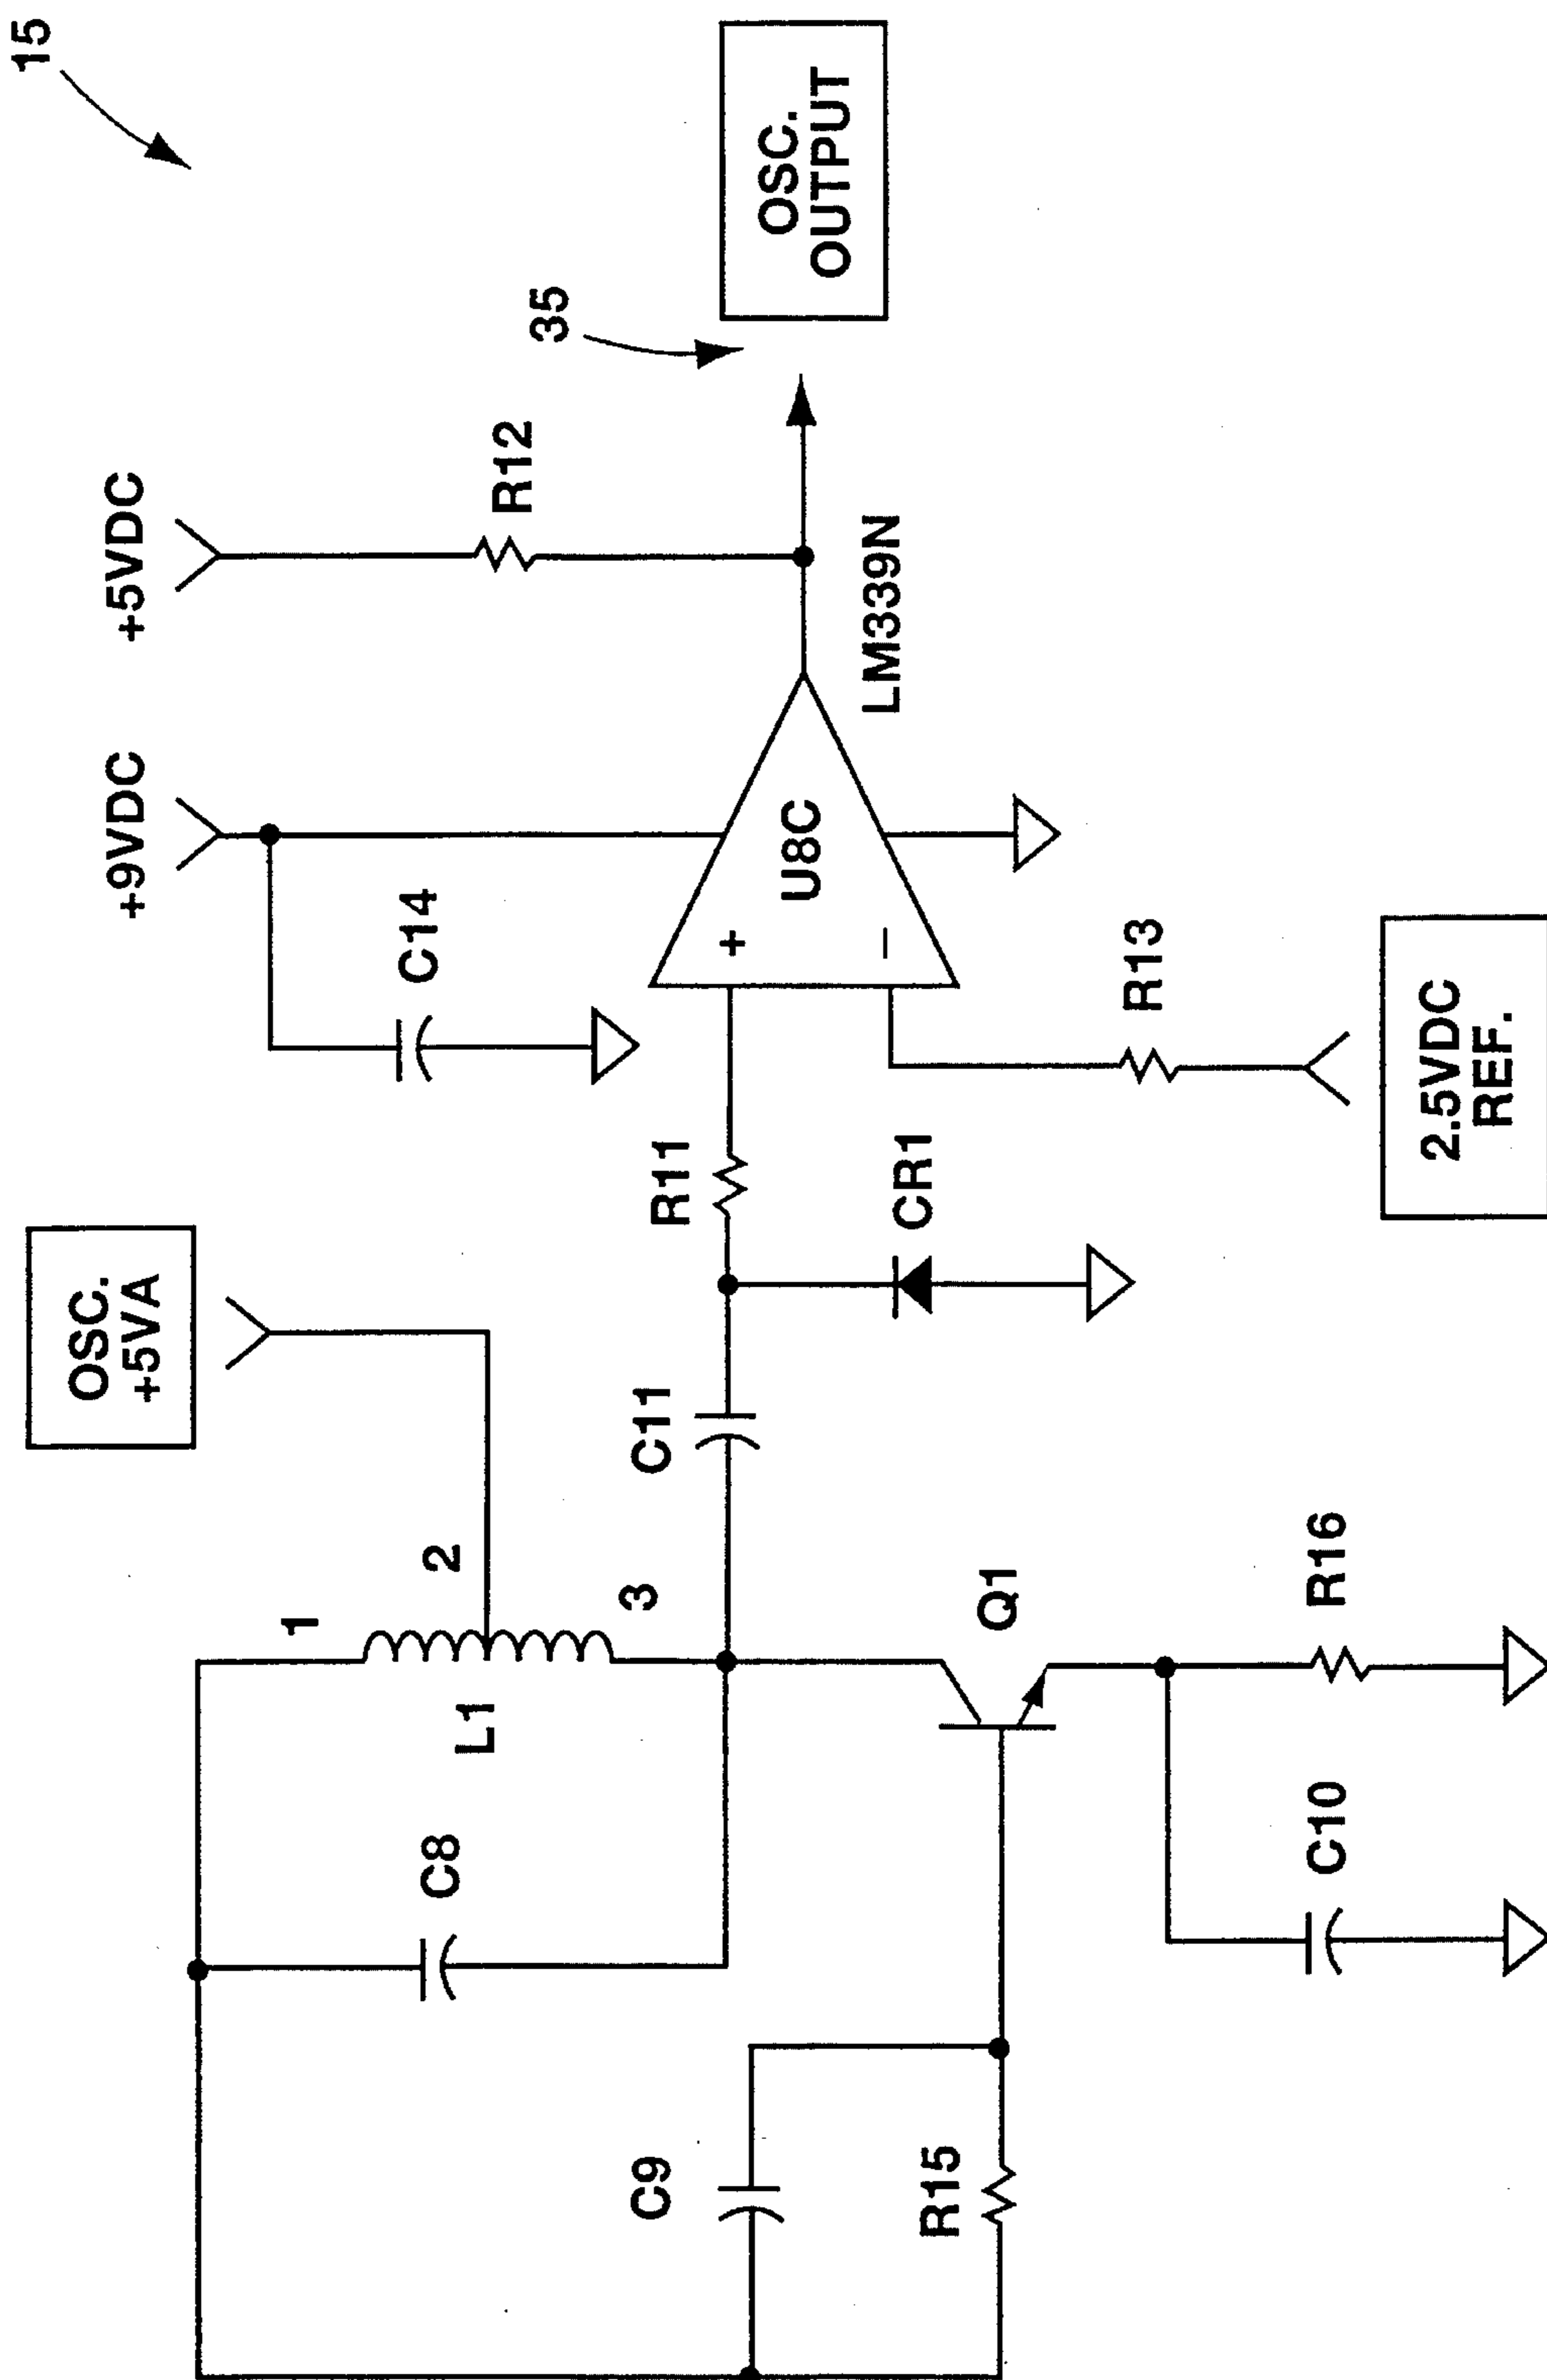 15
OSC.
+5VA
+9VDC
+5VDC
1
2
L1
3
C8
C14
R12
35
OSC.
OUTPUT
C9
C11
R11
+
U8C
−
LM339N
R15
Q1
CR1
R13
C10
R16
2.5VDC
REF.